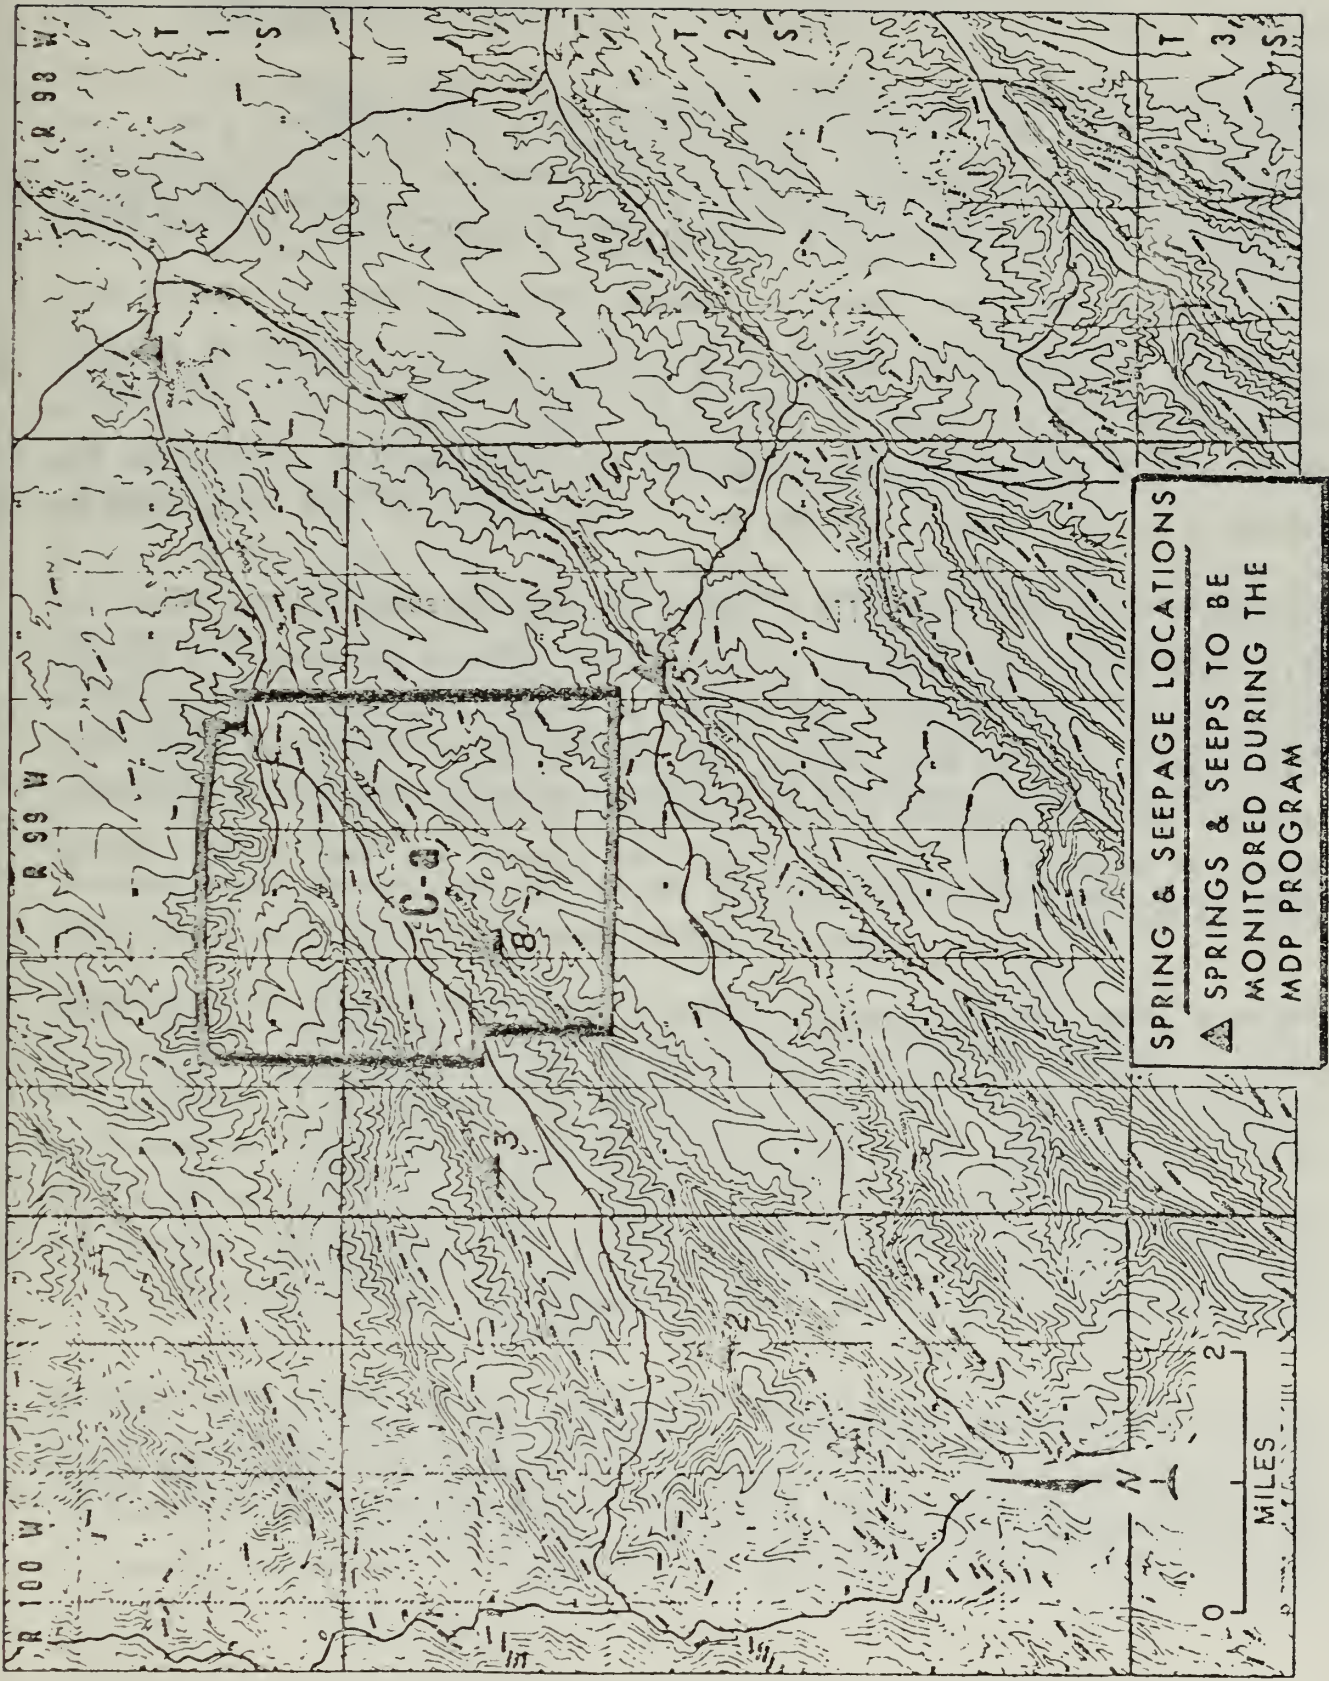 R 100 W
R 99 W
R 98 W
T
1
S
T
2
S
T
3
S
14
C-a
8
3
5
2
N
0
2
MILES
SPRING & SEEPAGE LOCATIONS
SPRINGS & SEEPS TO BE
MONITORED DURING THE
MDP PROGRAM